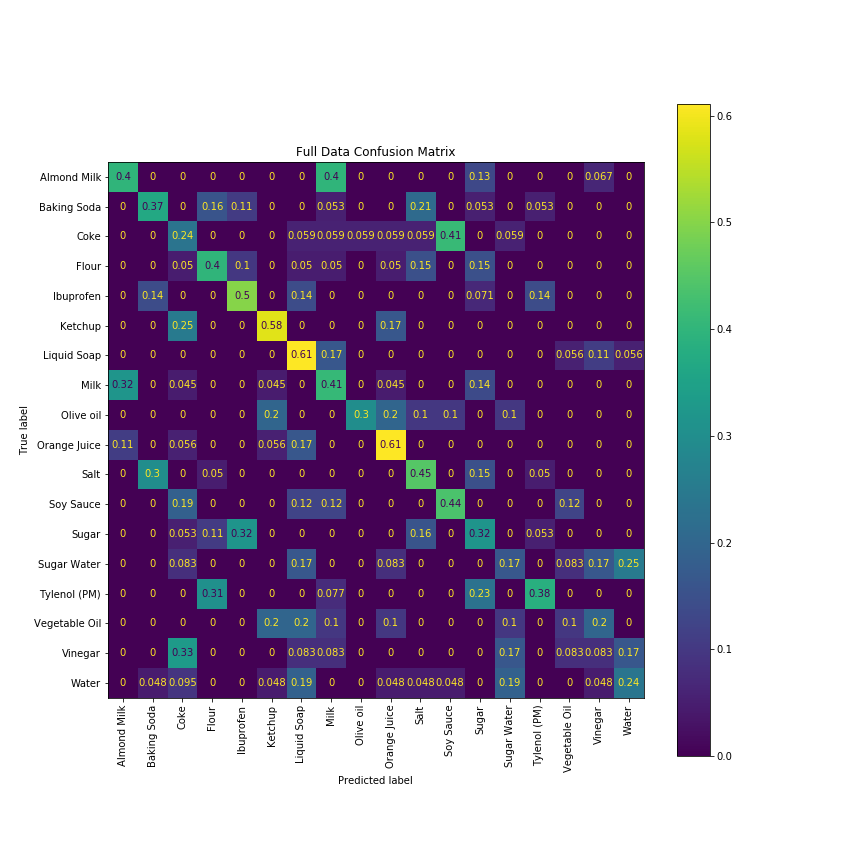 Full Data Confusion Matrix
Almond Milk 0.4 0 0 0 0 0 0 0.4 0 0 0 0 0.13 0 0 0 0.067 0
Baking Soda 0 0.37 0 0.16 0.11 0 0 0.053 0 0 0.21 0 0.053 0 0.053 0 0 0
Coke 0 0 0.24 0 0 0 0.059 0.059 0.059 0.059 0.059 0.41 0 0.059 0 0 0 0
Flour 0 0 0.05 0.4 0.1 0 0.05 0.05 0 0.05 0.15 0 0.15 0 0 0 0 0
Ibuprofen 0 0.14 0 0 0.5 0 0.14 0 0 0 0 0 0.071 0 0.14 0 0 0
Ketchup 0 0 0.25 0 0 0.58 0 0 0 0.17 0 0 0 0 0 0 0 0
Liquid Soap 0 0 0 0 0 0 0.61 0.17 0 0 0 0 0 0 0 0.056 0.11 0.056
Milk 0.32 0 0.045 0 0 0.045 0 0.41 0 0.045 0 0 0.14 0 0 0 0 0
Olive oil 0 0 0 0 0 0.2 0 0 0.3 0.2 0.1 0.1 0 0.1 0 0 0 0
Orange Juice 0.11 0 0.056 0 0 0.056 0.17 0 0 0.61 0 0 0 0 0 0 0 0
Salt 0 0.3 0 0.05 0 0 0 0 0 0 0.45 0 0.15 0 0.05 0 0 0
Soy Sauce 0 0 0.19 0 0 0 0.12 0.12 0 0 0 0.44 0 0 0 0.12 0 0
Sugar 0 0 0.053 0.11 0.32 0 0 0 0 0 0.16 0 0.32 0 0.053 0 0 0
Sugar Water 0 0 0.083 0 0 0 0.17 0 0 0.083 0 0 0 0.17 0 0.083 0.17 0.25
Tylenol (PM) 0 0 0 0.31 0 0 0 0.077 0 0 0 0 0.23 0 0.38 0 0 0
Vegetable Oil 0 0 0 0 0 0.2 0.2 0.1 0 0.1 0 0 0 0.1 0 0.1 0.2 0
Vinegar 0 0 0.33 0 0 0 0.083 0.083 0 0 0 0 0 0.17 0 0.083 0.083 0.17
Water 0 0.048 0.095 0 0 0.048 0.19 0 0 0.048 0.048 0.048 0 0.19 0 0 0.048 0.24
True label
Almond Milk
Baking Soda
Coke
Flour
Ibuprofen
Ketchup
Liquid Soap
Milk
Olive oil
Orange Juice
Salt
Soy Sauce
Sugar
Sugar Water
Tylenol (PM)
Vegetable Oil
Vinegar
Water
Predicted label
0.6
0.5
0.4
0.3
0.2
0.1
0.0